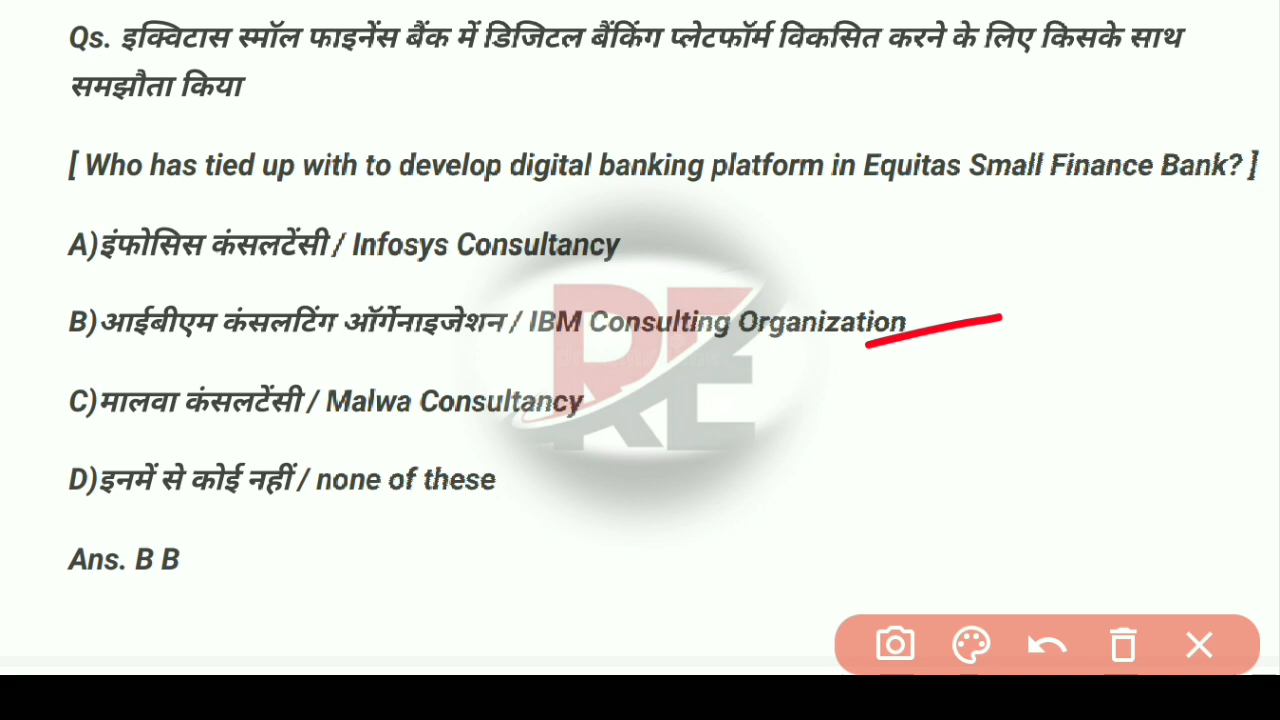 Qs. इक्विटास स्मॉल फाइनेंस बैंक में डिजिटल बैंकिंग प्लेटफॉर्म विकसित करने के लिए किसके साथ
समझौता किया
[ Who has tied up with to develop digital banking platform in Equitas Small Finance Bank? ]
A)इंफोसिस कंसलटेंसी / Infosys Consultancy
B)आईबीएम कंसलटिंग ऑर्गेनाइजेशन / IBM Consulting Organization
C)मालवा कंसलटेंसी / Malwa Consultancy
D)इनमें से कोई नहीं / none of these
Ans. B B